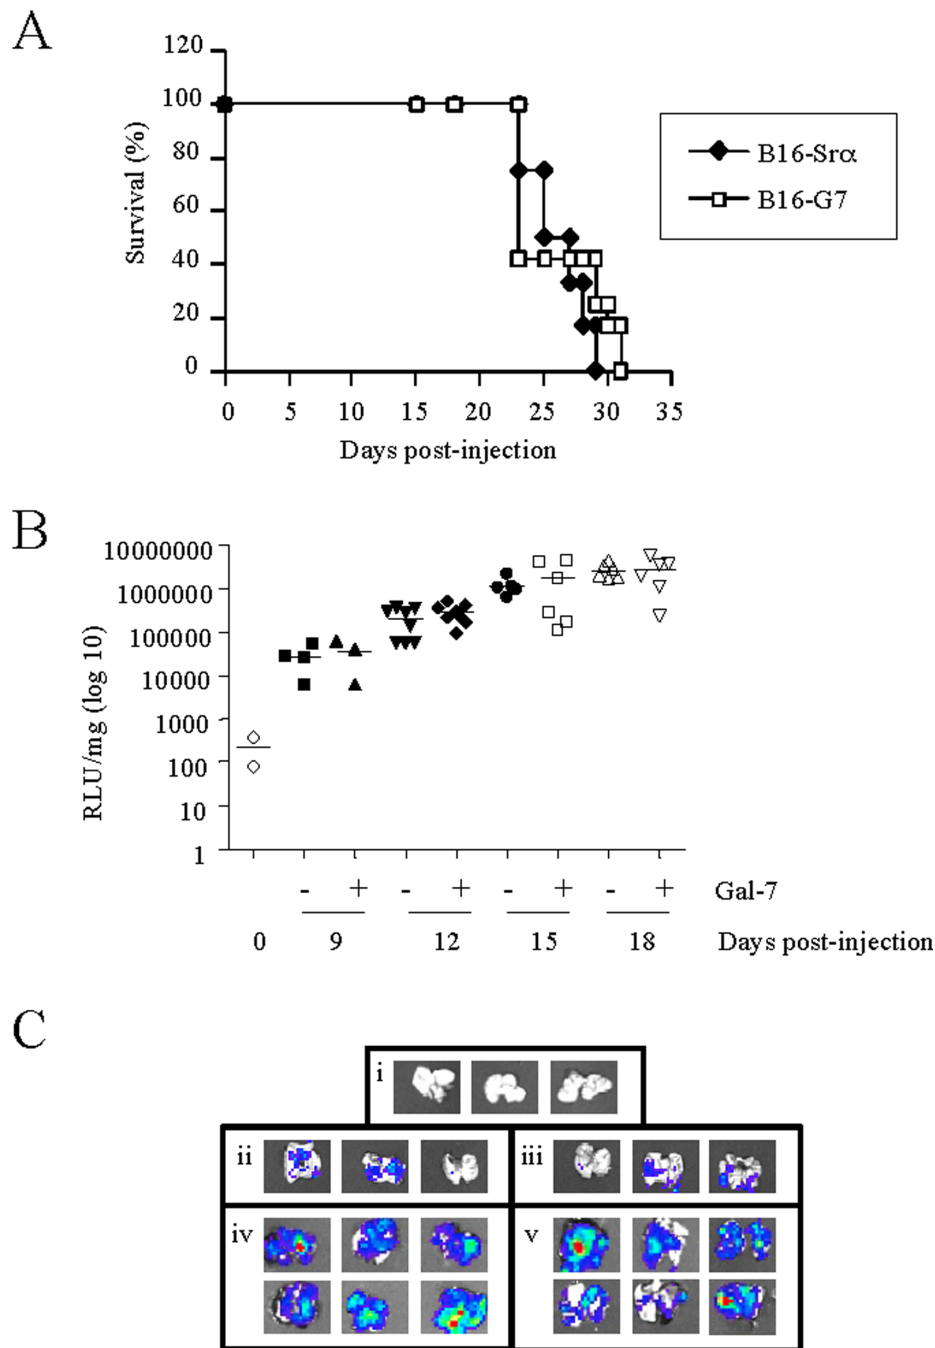 A
120
100
80
60
40
20
0
Survival (%)
0 5 10 15 20 25 30 35
Days post-injection
B16-Srα
B16-G7
B
10000000
1000000
100000
10000
1000
100
10
1
RLU/mg (log 10)
- + - + - + - + Gal-7
0 9 12 15 18 Days post-injection
C
i
ii iii
iv v